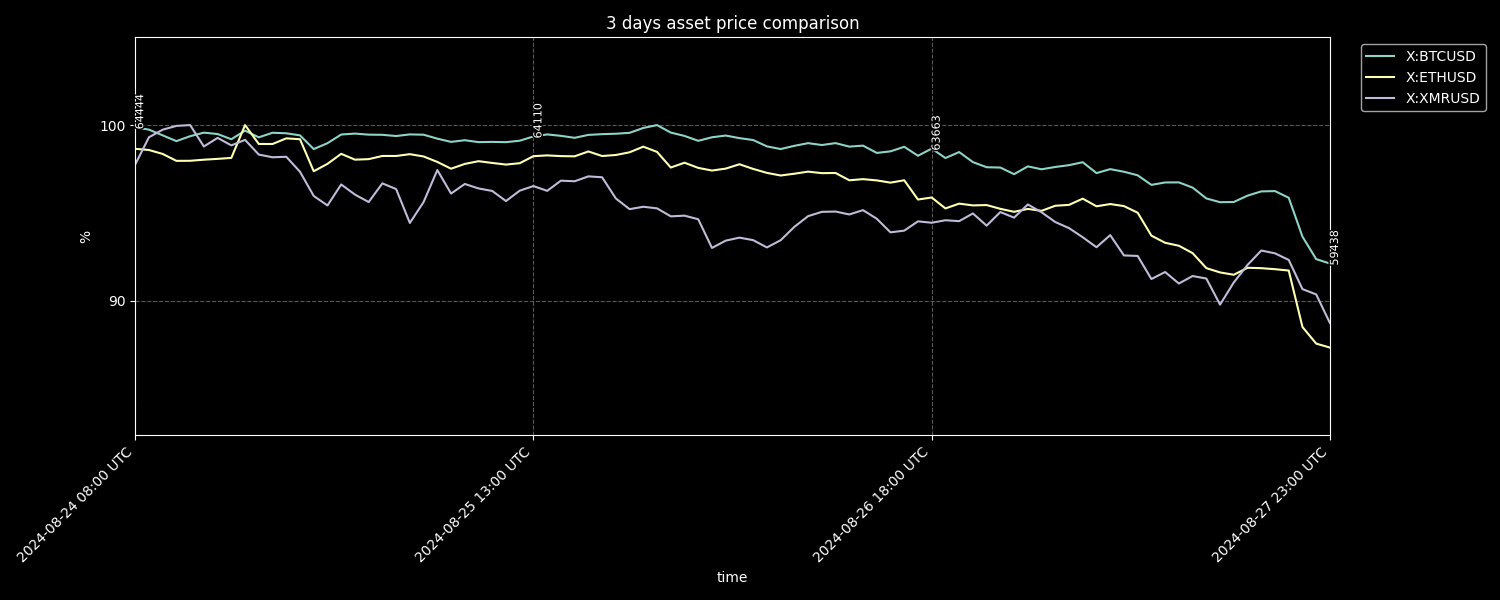 3 days asset price comparison
X:BTCUSD
X:ETHUSD
X:XMRUSD
64444
64110
63663
59438
100
90
%
2024-08-24 08:00 UTC
2024-08-25 13:00 UTC
2024-08-26 18:00 UTC
2024-08-27 23:00 UTC
time